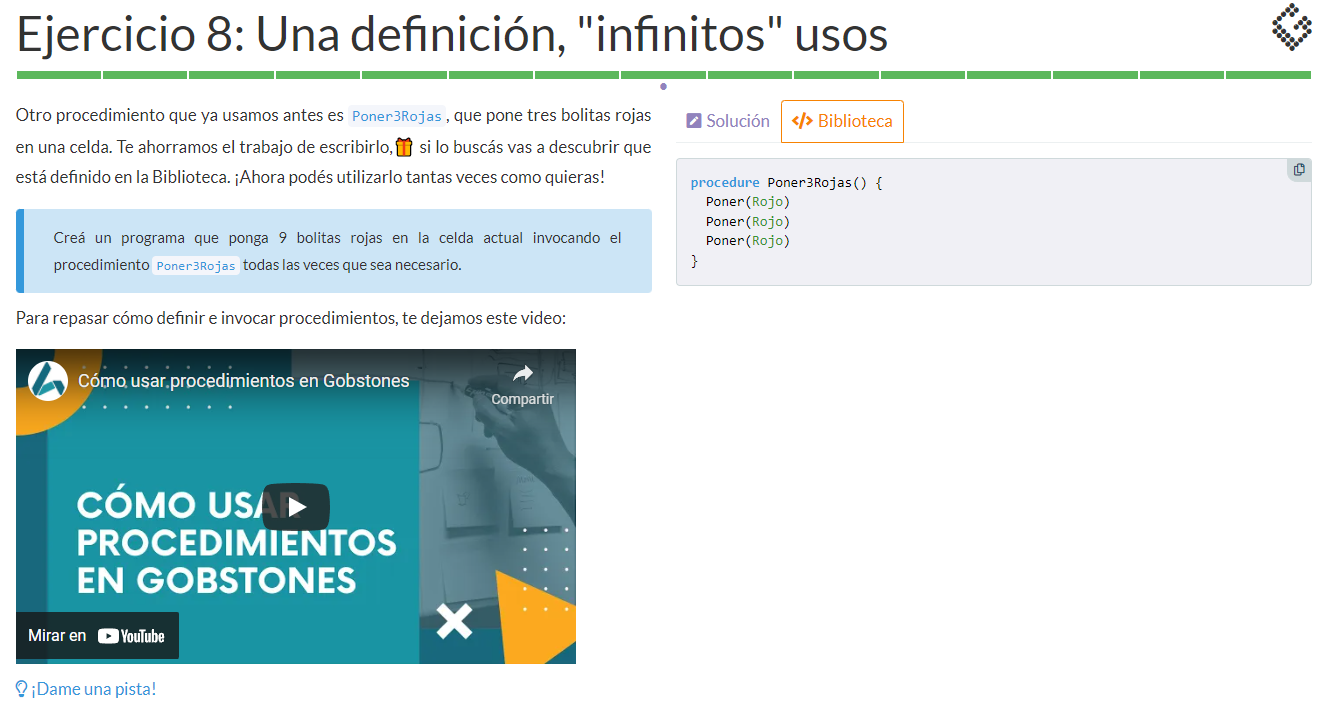 Ejercicio 8: Una definición, "infinitos" usos
Otro procedimiento que ya usamos antes es Poner3Rojas, que pone tres bolitas rojas
en una celda. Te ahorramos el trabajo de escribirlo, si lo buscás vas a descubrir que
está definido en la Biblioteca. ¡Ahora podés utilizarlo tantas veces como quieras!
Creá un programa que ponga 9 bolitas rojas en la celda actual invocando el
procedimiento Poner3Rojas todas las veces que sea necesario.
Para repasar cómo definir e invocar procedimientos, te dejamos este video:
Cómo usar procedimientos en Gobstones
Compartir
CÓMO USAR
PROCEDIMIENTOS
EN GOBSTONES
Mirar en YouTube
¡Dame una pista!
Solución
</> Biblioteca
procedure Poner3Rojas() {
  Poner(Rojo)
  Poner(Rojo)
  Poner(Rojo)
}